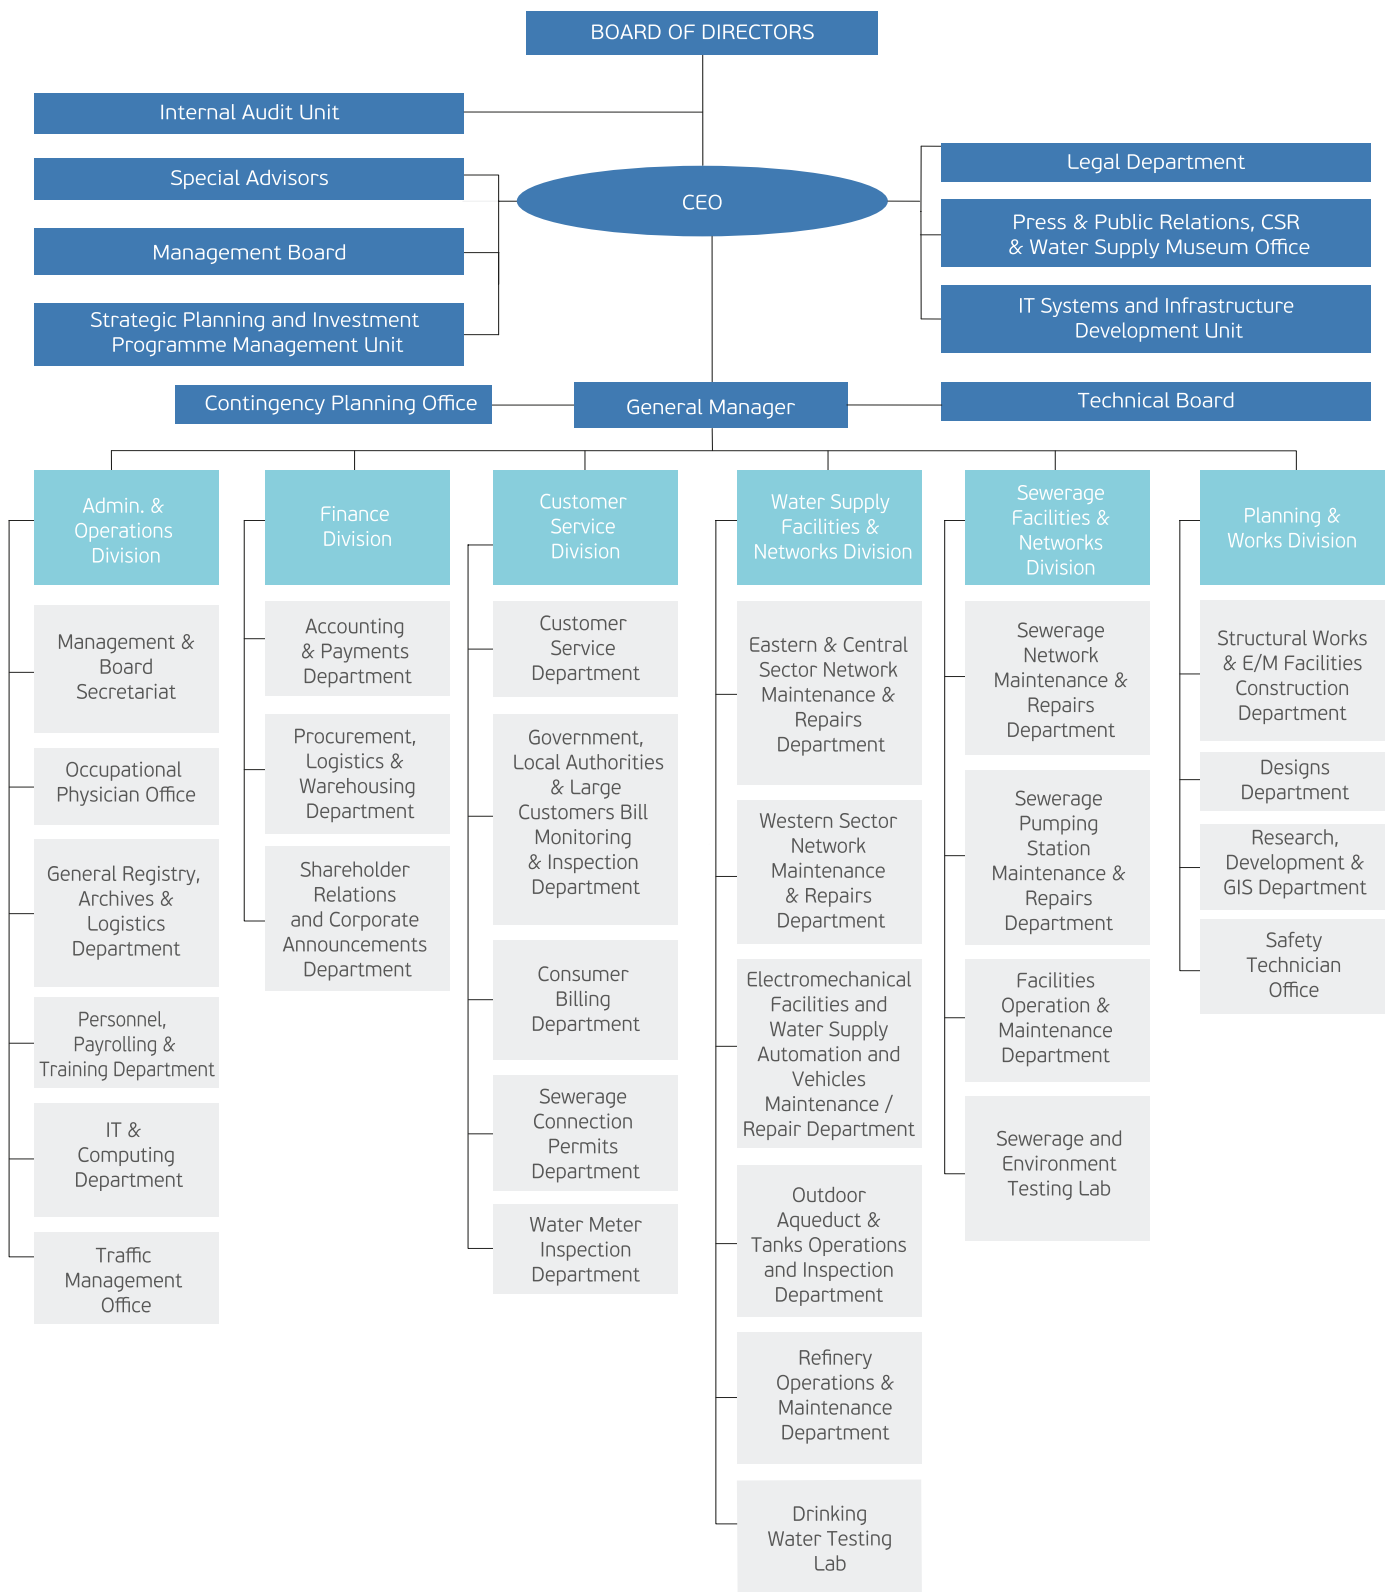 BOARD OF DIRECTORS
Internal Audit Unit
Special Advisors
Management Board
Strategic Planning and Investment
Programme Management Unit
CEO
Legal Department
Press & Public Relations, CSR
& Water Supply Museum Office
IT Systems and Infrastructure
Development Unit
Contingency Planning Office
General Manager
Technical Board
Admin. &
Operations
Division
Management &
Board
Secretariat
Occupational
Physician Office
General Registry,
Archives &
Logistics
Department
Personnel,
Payrolling &
Training Department
IT &
Computing
Department
Traffic
Management
Office
Finance
Division
Accounting
& Payments
Department
Procurement,
Logistics &
Warehousing
Department
Shareholder
Relations
and Corporate
Announcements
Department
Customer
Service
Division
Customer
Service
Department
Government,
Local Authorities
& Large
Customers Bill
Monitoring
& Inspection
Department
Consumer
Billing
Department
Sewerage
Connection
Permits
Department
Water Meter
Inspection
Department
Water Supply
Facilities &
Networks Division
Eastern & Central
Sector Network
Maintenance &
Repairs
Department
Western Sector
Network
Maintenance
& Repairs
Department
Electromechanical
Facilities and
Water Supply
Automation and
Vehicles
Maintenance /
Repair Department
Outdoor
Aqueduct &
Tanks Operations
and Inspection
Department
Refinery
Operations &
Maintenance
Department
Drinking
Water Testing
Lab
Sewerage
Facilities &
Networks
Division
Sewerage
Network
Maintenance &
Repairs
Department
Sewerage
Pumping
Station
Maintenance &
Repairs
Department
Facilities
Operation &
Maintenance
Department
Sewerage and
Environment
Testing Lab
Planning &
Works Division
Structural Works
& E/M Facilities
Construction
Department
Designs
Department
Research,
Development &
GIS Department
Safety
Technician
Office